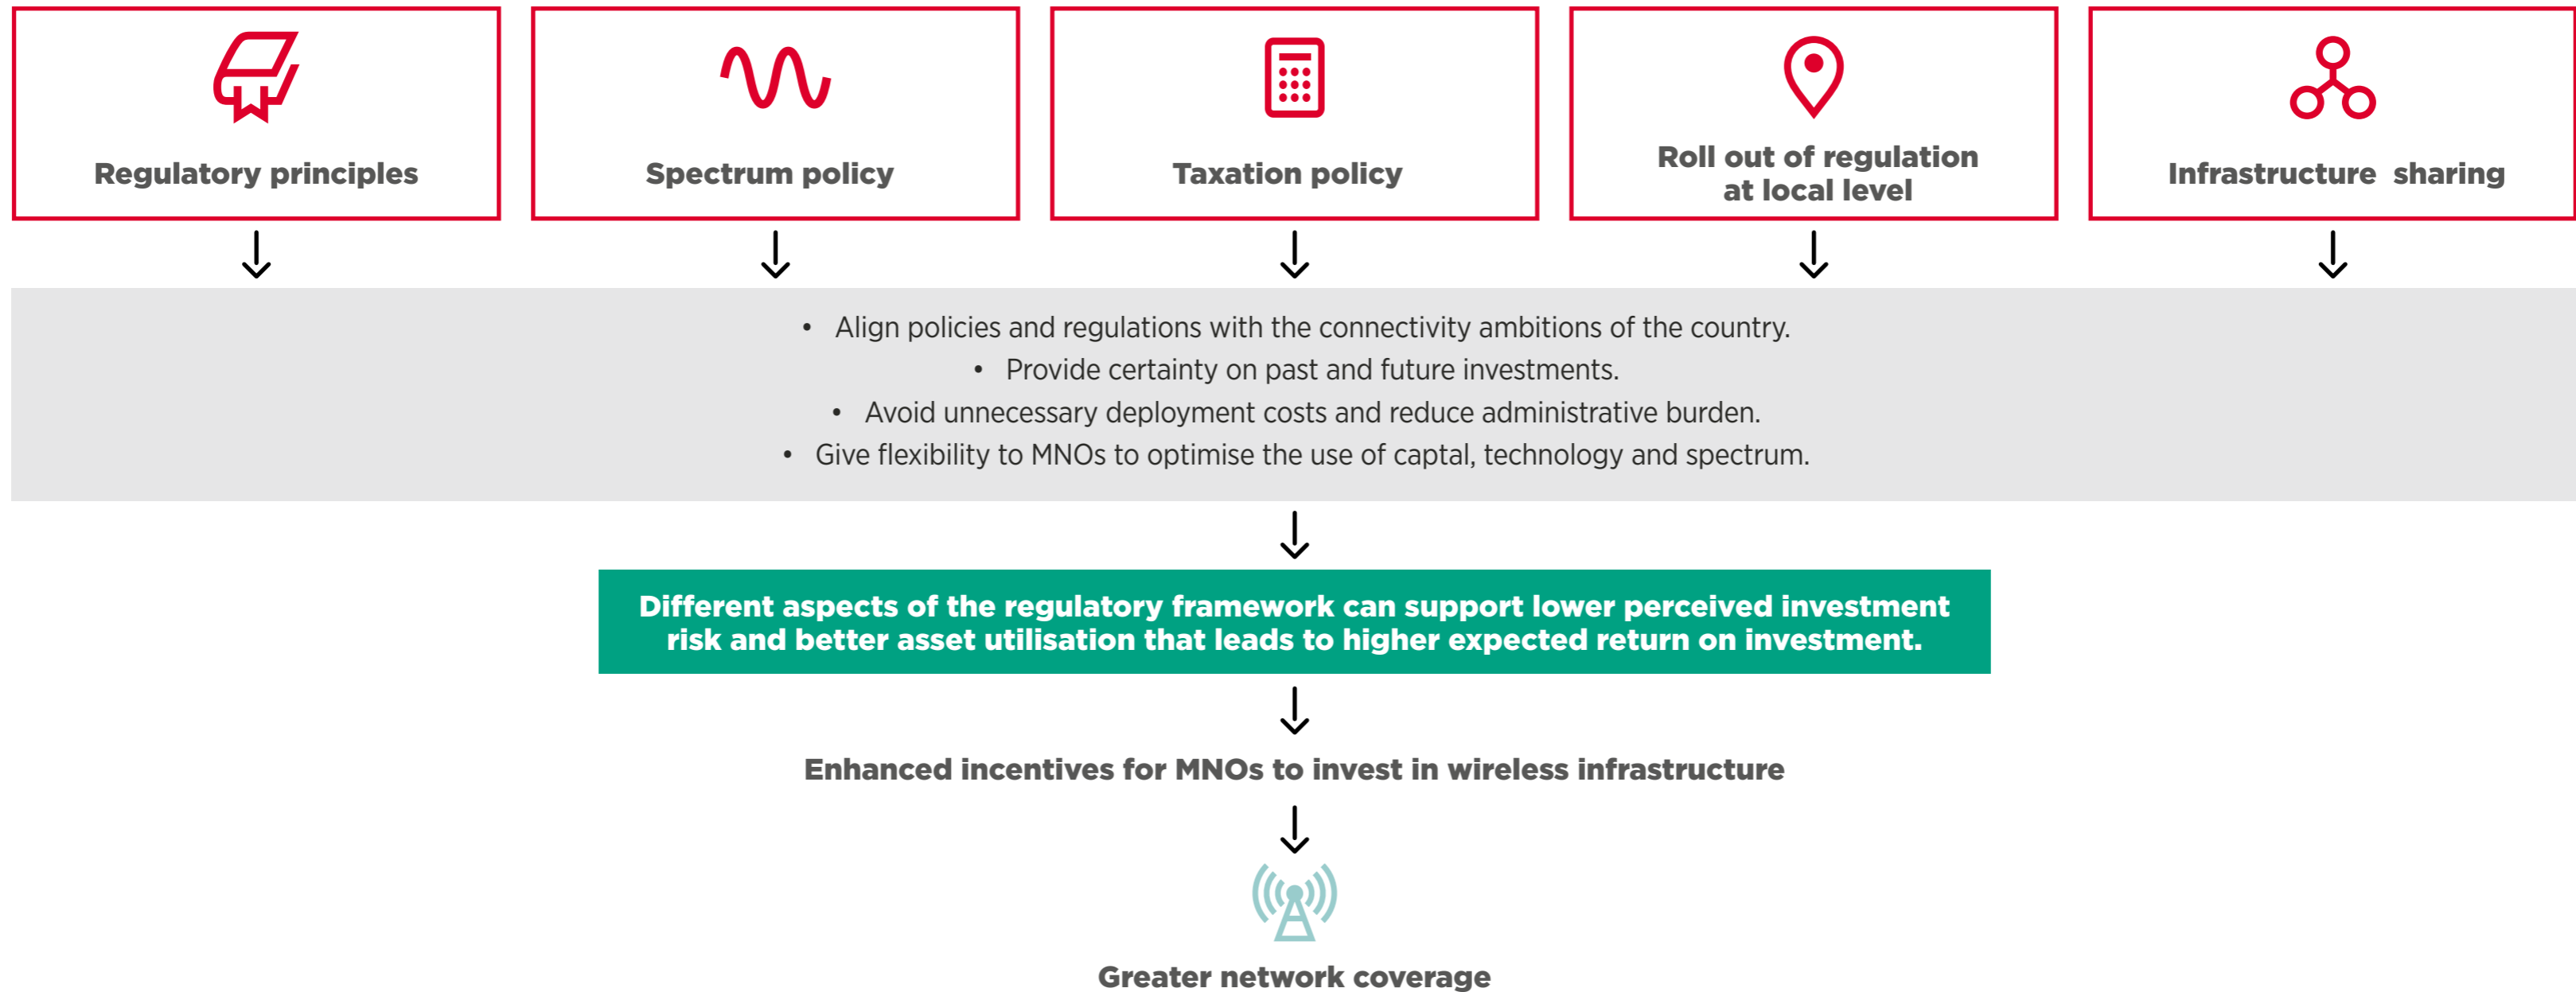 Regulatory principles
Spectrum policy
Taxation policy
Roll out of regulation
at local level
Infrastructure sharing
• Align policies and regulations with the connectivity ambitions of the country.
• Provide certainty on past and future investments.
• Avoid unnecessary deployment costs and reduce administrative burden.
• Give flexibility to MNOs to optimise the use of captal, technology and spectrum.
Different aspects of the regulatory framework can support lower perceived investment
risk and better asset utilisation that leads to higher expected return on investment.
Enhanced incentives for MNOs to invest in wireless infrastructure
Greater network coverage